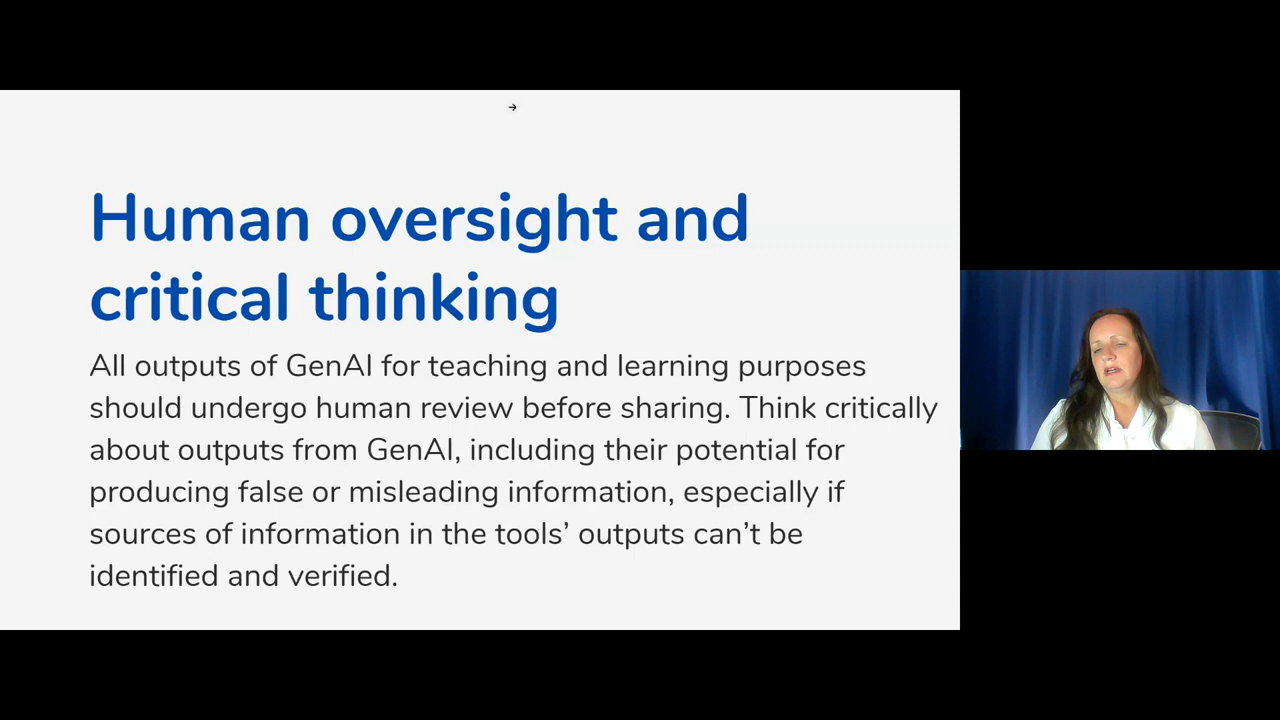 Human oversight and
critical thinking
All outputs of GenAI for teaching and learning purposes
should undergo human review before sharing. Think critically
about outputs from GenAI, including their potential for
producing false or misleading information, especially if
sources of information in the tools’ outputs can’t be
identified and verified.